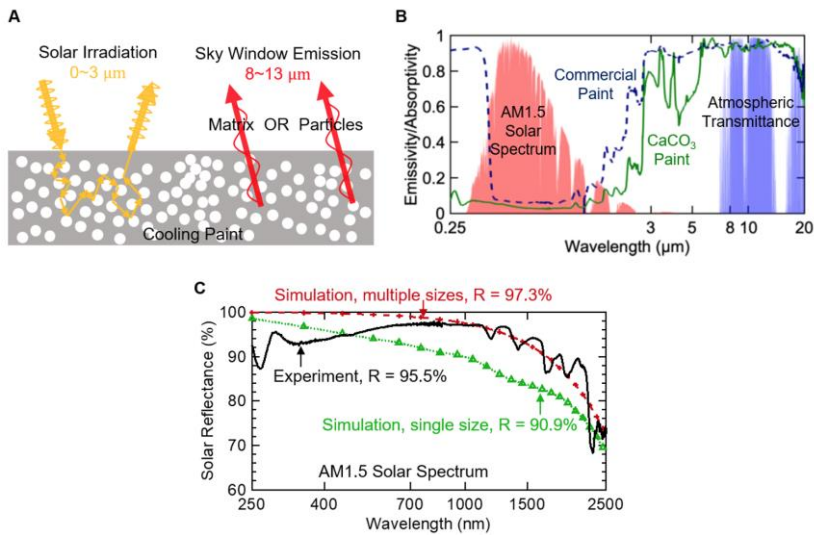 A
Solar Irradiation
0~3 μm
Sky Window Emission
8~13 μm
Matrix OR Particles
Cooling Paint
B
Emissivity/Absorptivity
1
0.8
0.6
0.4
0.2
0
Commercial
Paint
AM1.5
Solar
Spectrum
CaCO3
Paint
Atmospheric
Transmittance
0.25
3
5
8
10
20
Wavelength (μm)
C
Solar Reflectance (%)
100
90
80
70
60
Simulation, multiple sizes, R = 97.3%
Experiment, R = 95.5%
Simulation, single size, R = 90.9%
AM1.5 Solar Spectrum
250
400
700
1000
1500
2500
Wavelength (nm)